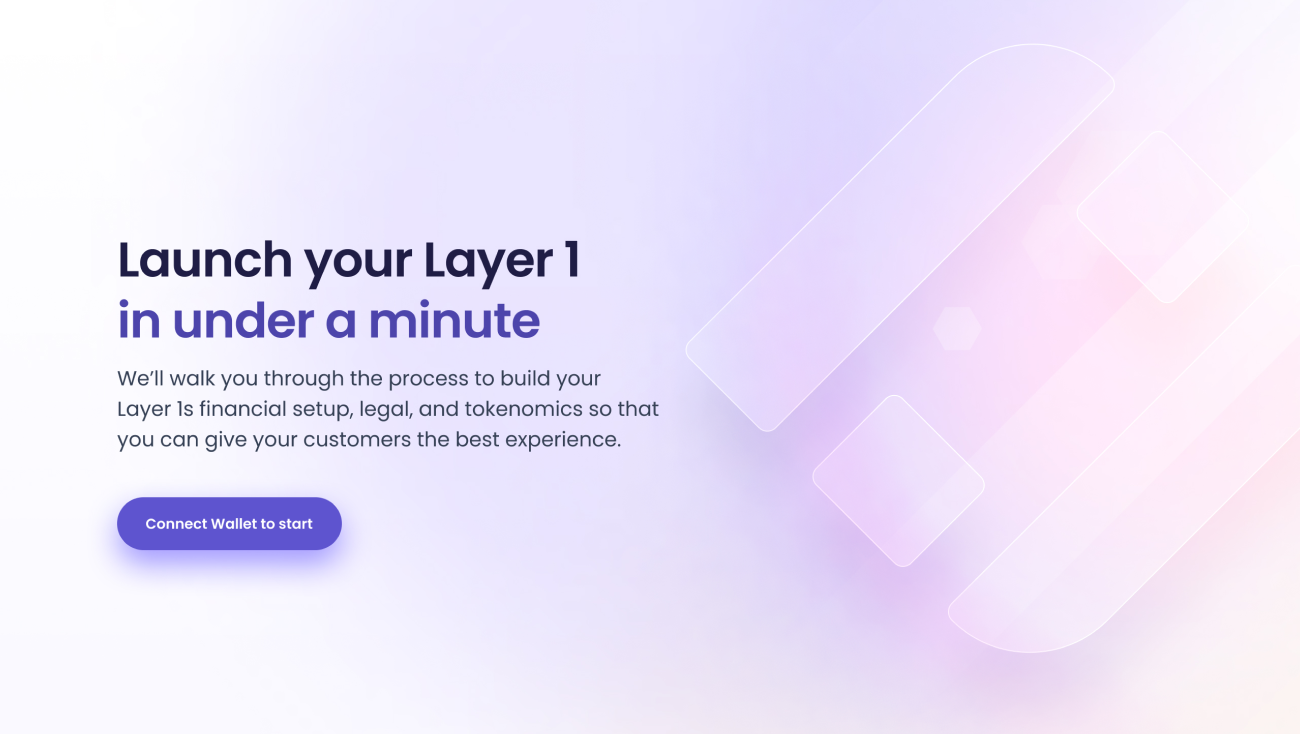 Launch your Layer 1
in under a minute
We’ll walk you through the process to build your
Layer 1s financial setup, legal, and tokenomics so that
you can give your customers the best experience.
Connect Wallet to start